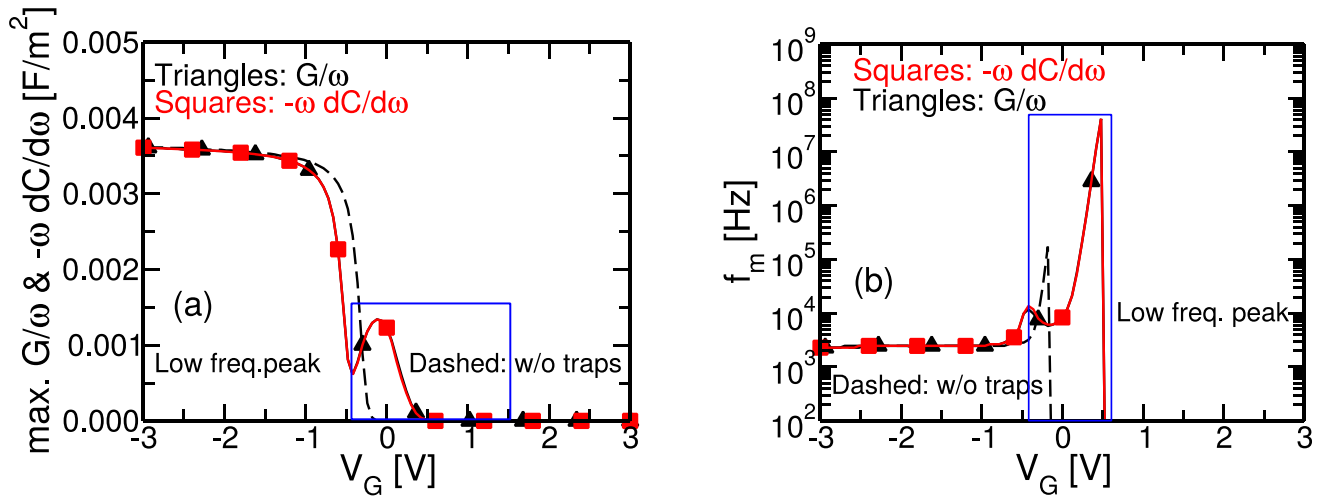 max. G/ω & -ω dC/dω [F/m²]
0.005
0.004
0.003
0.002
0.001
0.000
Triangles: G/ω
Squares: -ω dC/dω
(a)
Low freq.peak
Dashed: w/o traps
-3 -2 -1 0 1 2 3
V_G [V]
f_m [Hz]
10⁹
10⁸
10⁷
10⁶
10⁵
10⁴
10³
10²
Squares: -ω dC/dω
Triangles: G/ω
(b)
Low freq. peak
Dashed: w/o traps
-3 -2 -1 0 1 2 3
V_G [V]